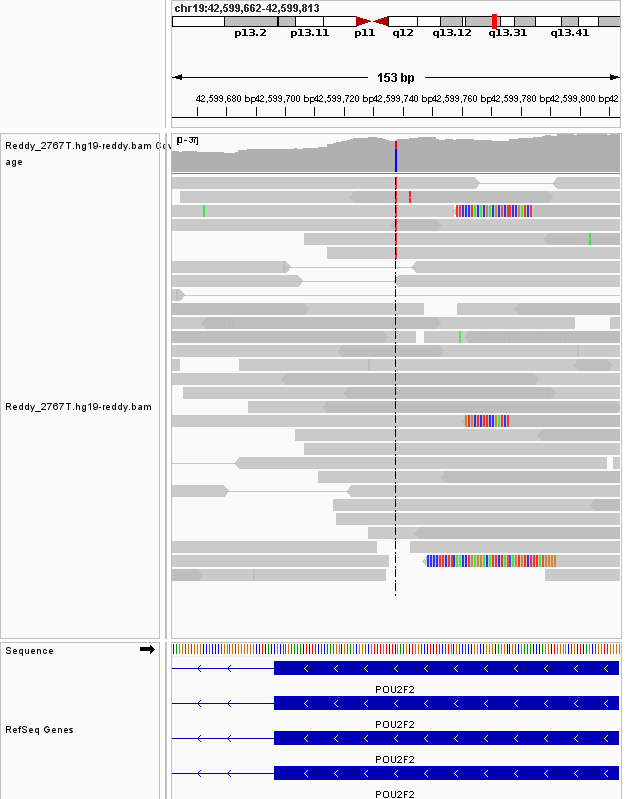 chr19:42,599,662-42,599,813
p13.2 p13.11 p11 q12 q13.12 q13.31 q13.41
153 bp
42,599,680 bp 42,599,700 bp 42,599,720 bp 42,599,740 bp 42,599,760 bp 42,599,780 bp 42,599,800 bp 42
[0 - 37]
Reddy_2767T.hg19-reddy.bam Cov
age
Reddy_2767T.hg19-reddy.bam
Sequence
POU2F2
POU2F2
RefSeq Genes
POU2F2
POU2F2